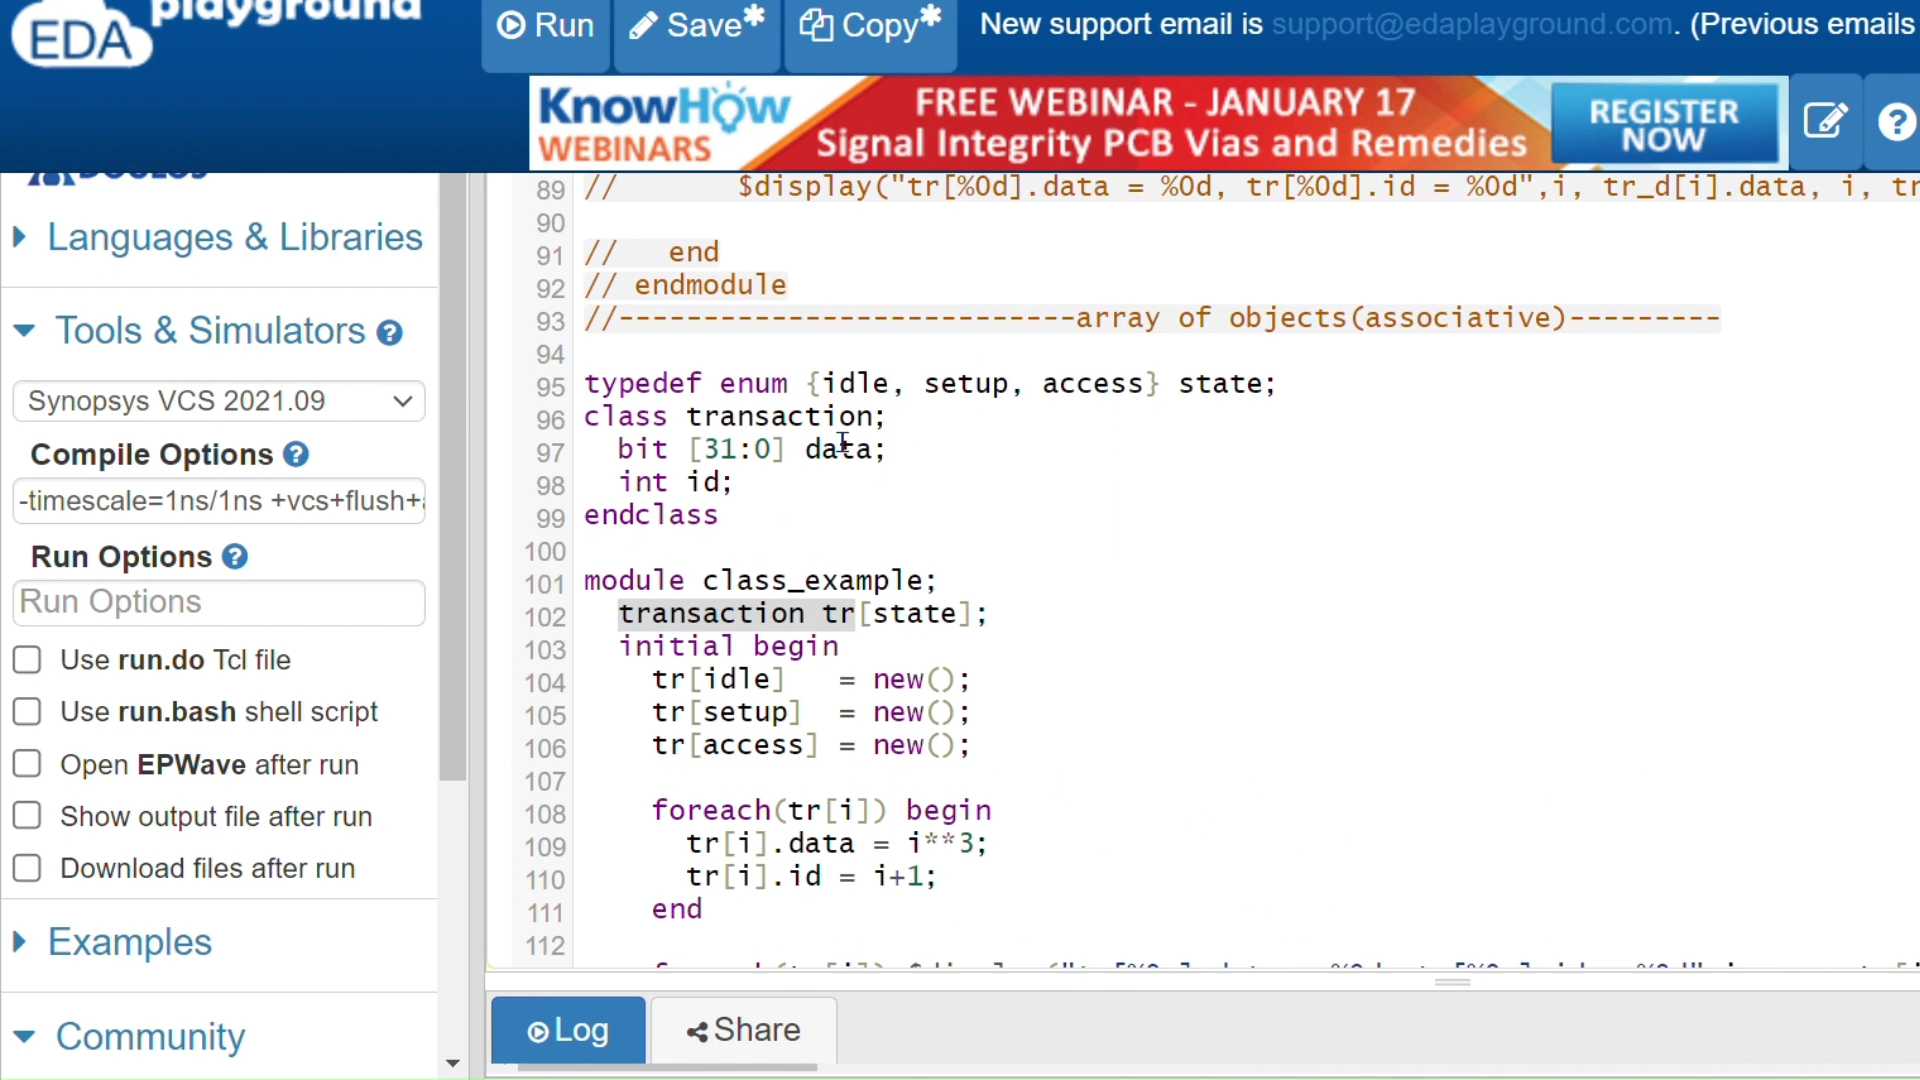 EDA playground
Run
Save*
Copy*
New support email is support@edaplayground.com. (Previous emails
KnowHow
WEBINARS
FREE WEBINAR - JANUARY 17
Signal Integrity PCB Vias and Remedies
REGISTER
NOW
DOULOS
Languages & Libraries
Tools & Simulators
Synopsys VCS 2021.09
Compile Options
-timescale=1ns/1ns +vcs+flush+
Run Options
Run Options
Use run.do Tcl file
Use run.bash shell script
Open EPWave after run
Show output file after run
Download files after run
Examples
Community
89 // $display("tr[%0d].data = %0d, tr[%0d].id = %0d",i, tr_d[i].data, i, tr
90
91 // end
92 // endmodule
93 //---------------------------array of objects(associative)---------
94
95 typedef enum {idle, setup, access} state;
96 class transaction;
97 bit [31:0] data;
98 int id;
99 endclass
100
101 module class_example;
102 transaction tr[state];
103 initial begin
104 tr[idle] = new();
105 tr[setup] = new();
106 tr[access] = new();
107
108 foreach(tr[i]) begin
109 tr[i].data = i**3;
110 tr[i].id = i+1;
111 end
112
Log
Share